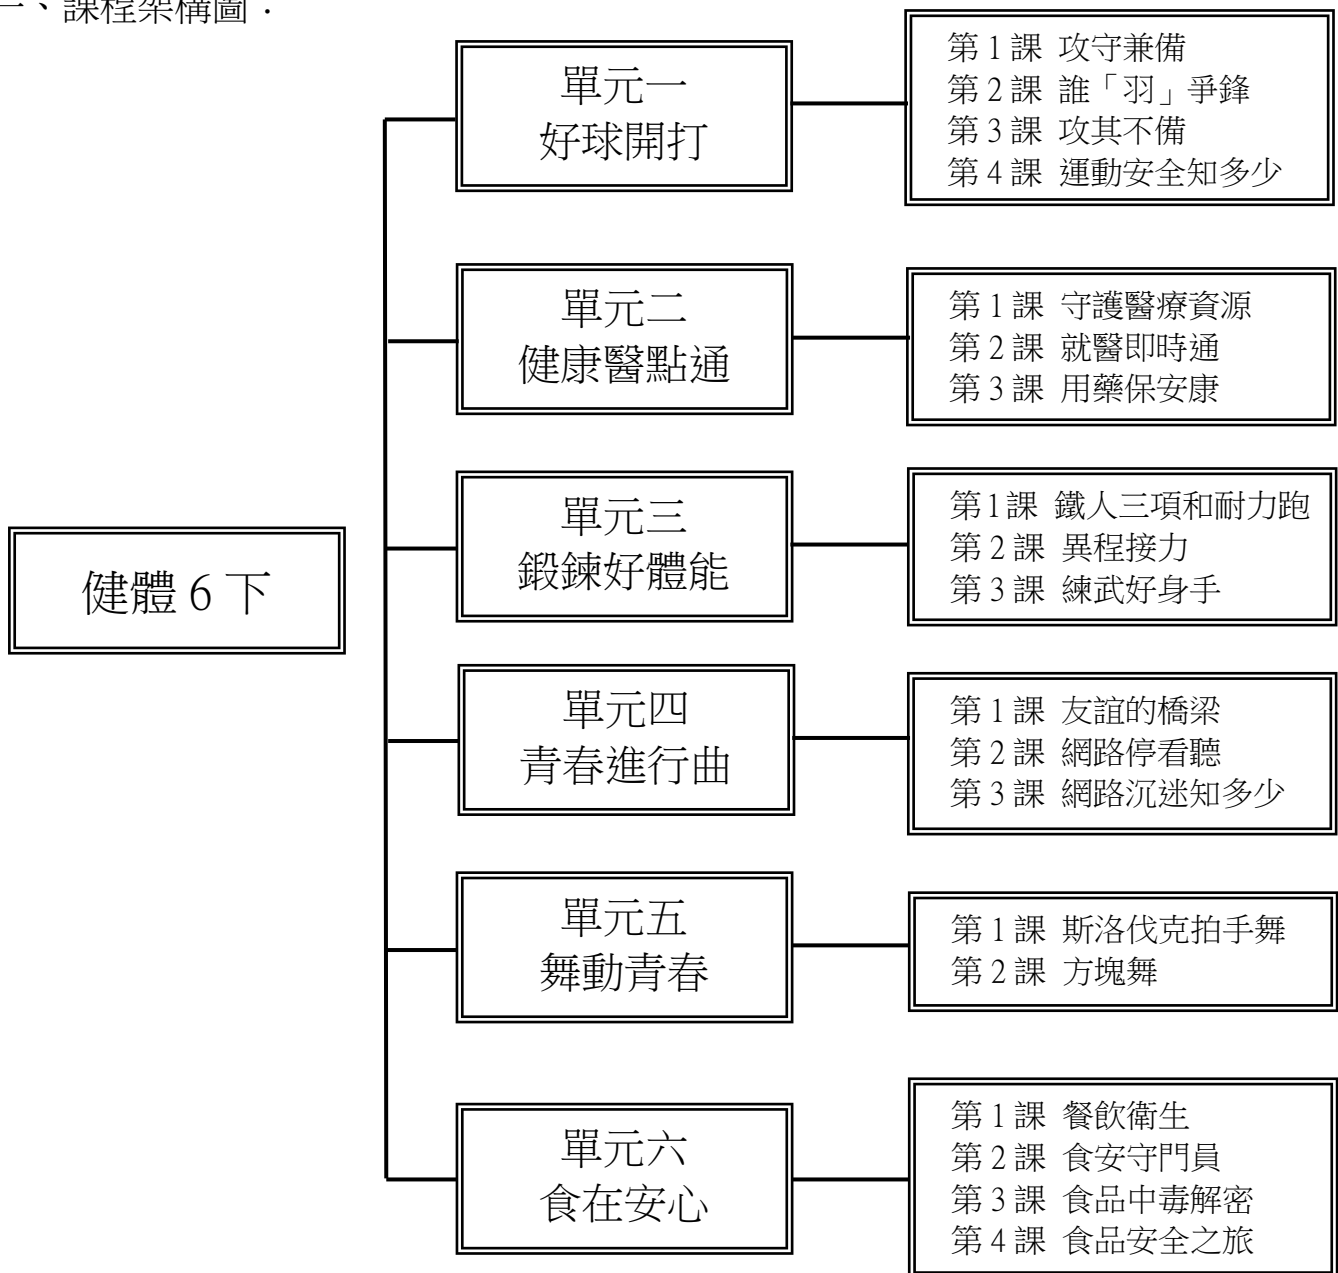 一、課程架構圖：
健體 6 下
單元一
好球開打
第 1 課 攻守兼備
第 2 課 誰「羽」爭鋒
第 3 課 攻其不備
第 4 課 運動安全知多少
單元二
健康醫點通
第 1 課 守護醫療資源
第 2 課 就醫即時通
第 3 課 用藥保安康
單元三
鍛鍊好體能
第 1 課 鐵人三項和耐力跑
第 2 課 異程接力
第 3 課 練武好身手
單元四
青春進行曲
第 1 課 友誼的橋梁
第 2 課 網路停看聽
第 3 課 網路沉迷知多少
單元五
舞動青春
第 1 課 斯洛伐克拍手舞
第 2 課 方塊舞
單元六
食在安心
第 1 課 餐飲衛生
第 2 課 食安守門員
第 3 課 食品中毒解密
第 4 課 食品安全之旅